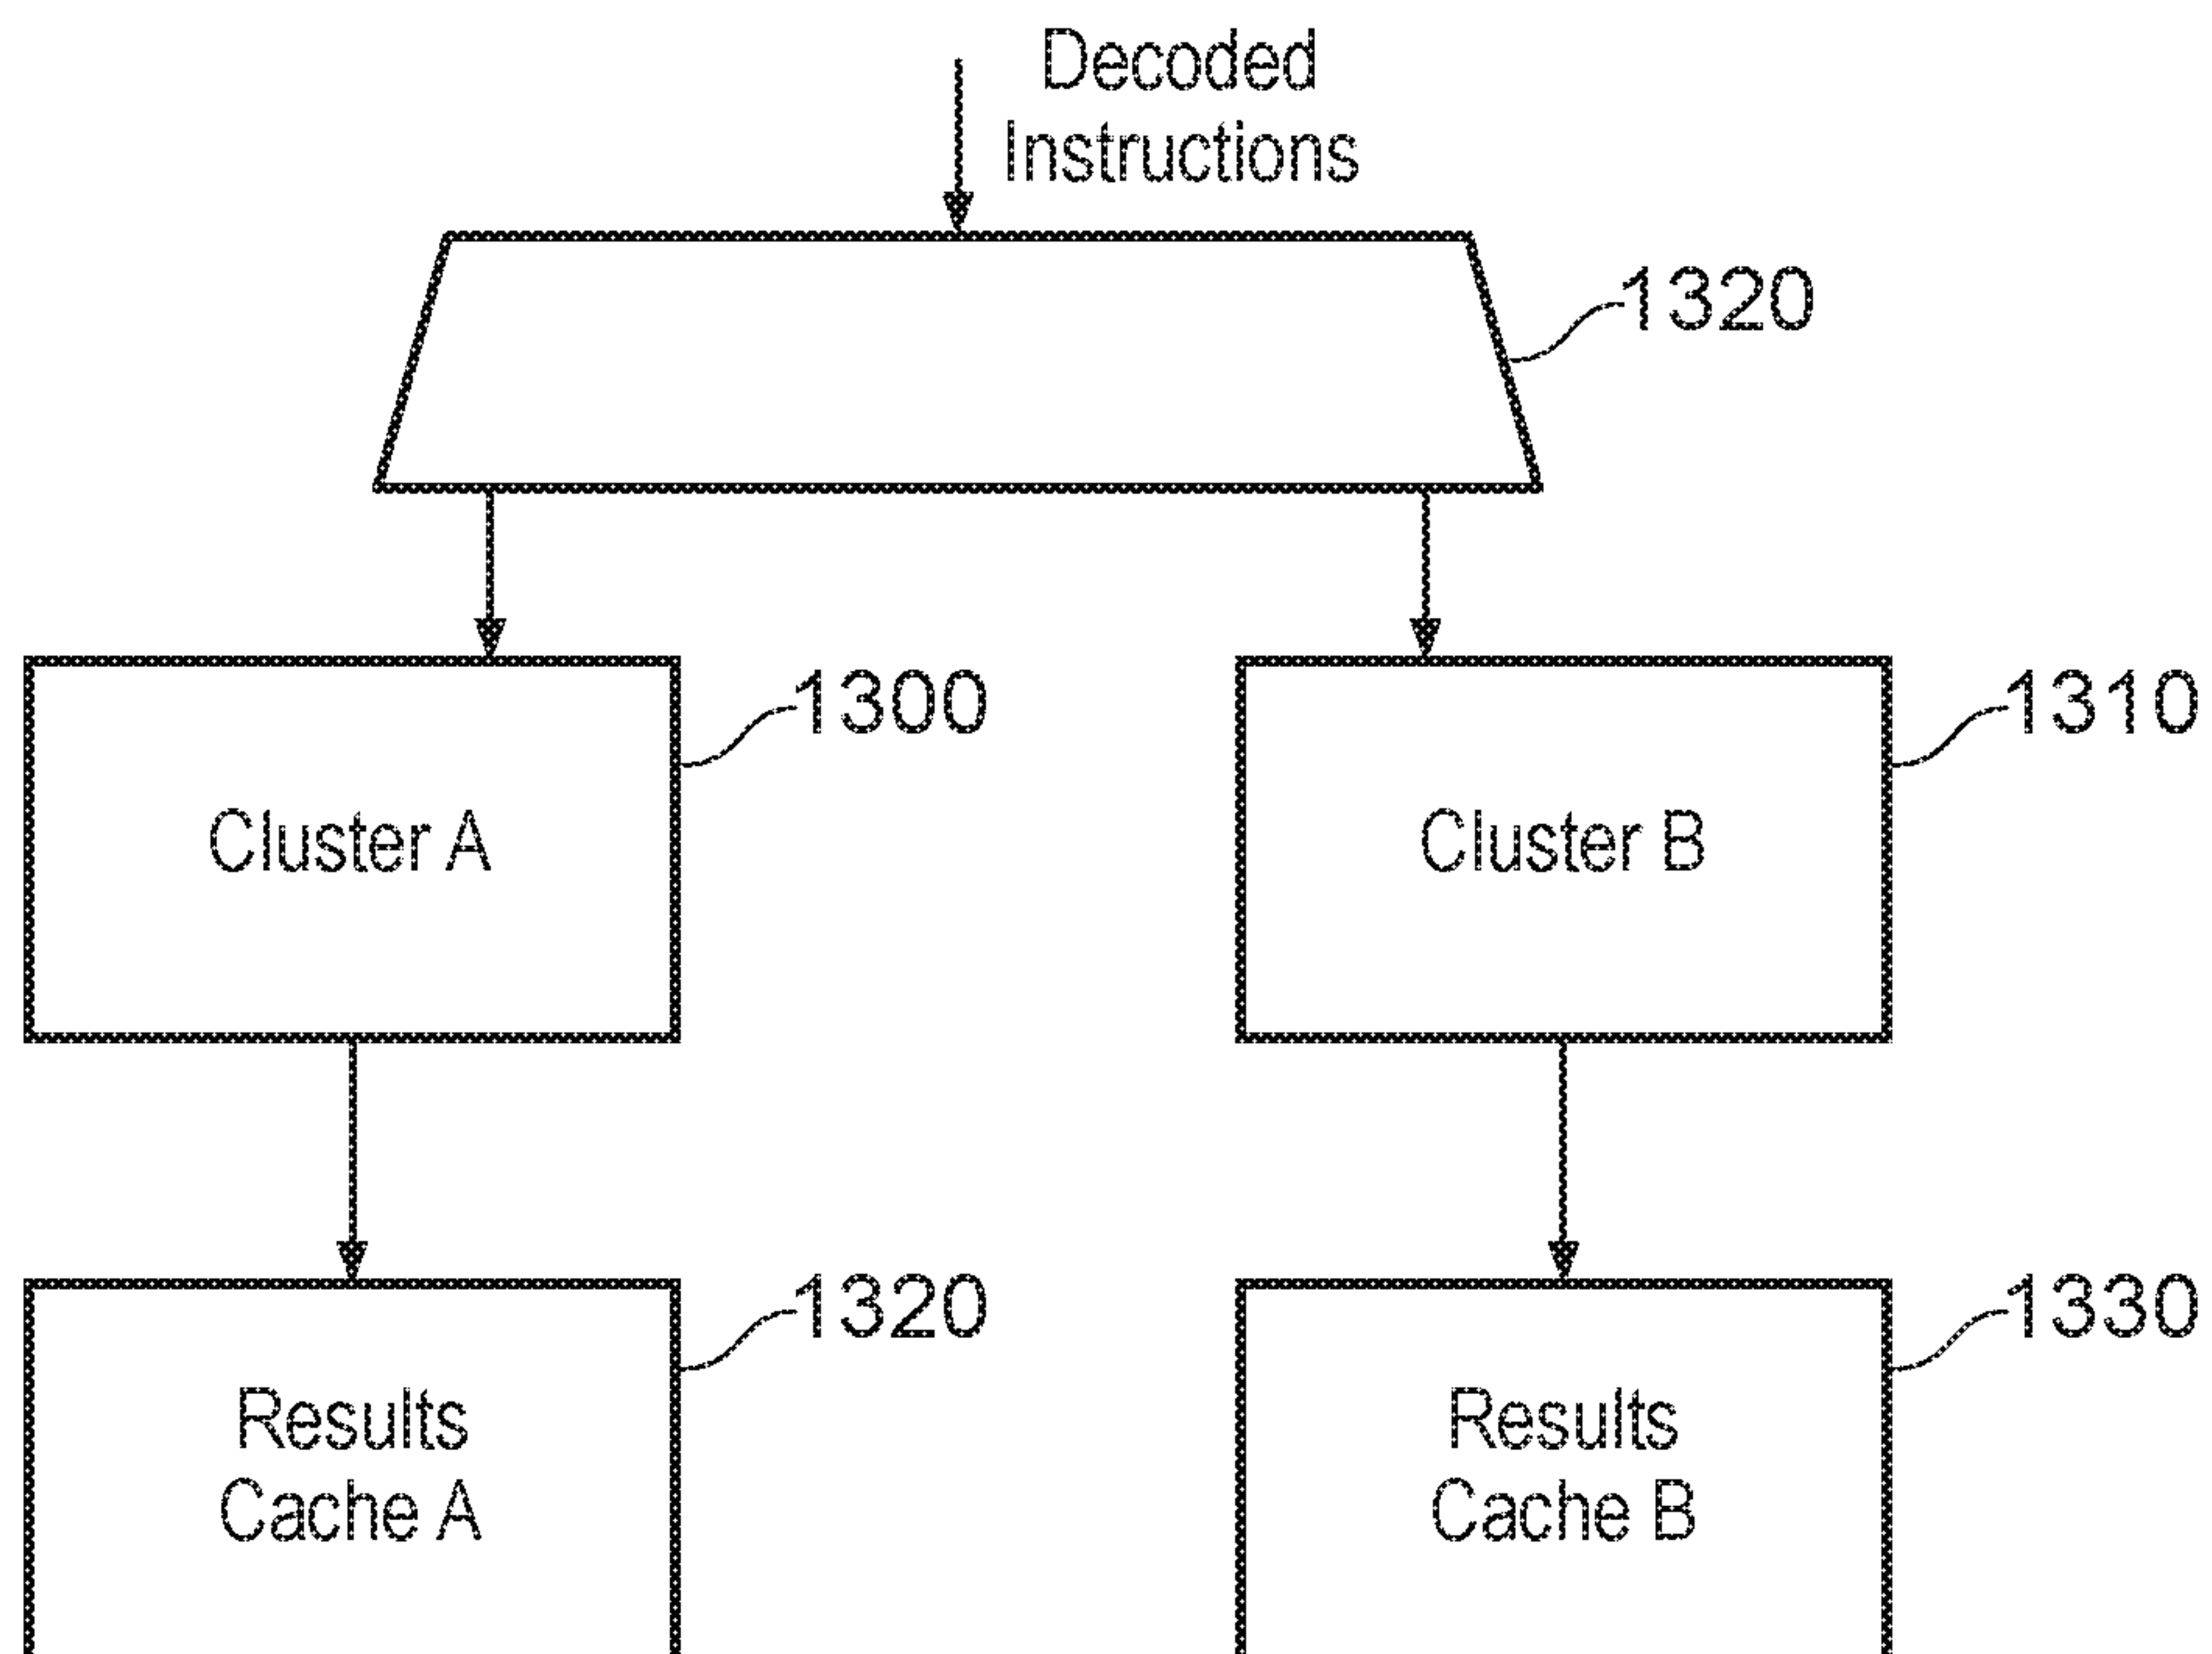 Decoded
Instructions
1320
1300
1310
Cluster A
Cluster B
1320
1330
Results
Cache A
Results
Cache B